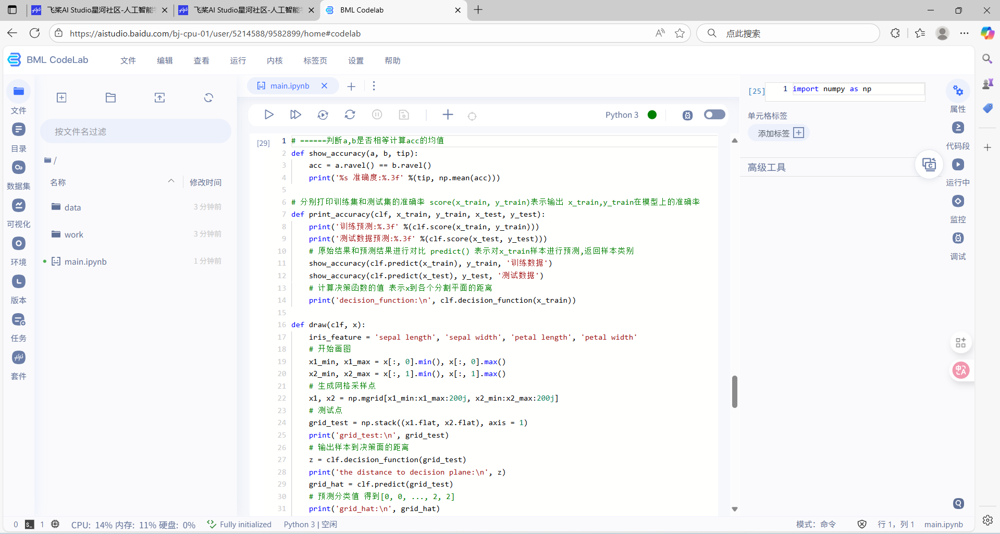 飞桨AI Studio星河社区-人工智能
飞桨AI Studio星河社区-人工智能
BML Codelab
https://aistudio.baidu.com/bj-cpu-01/user/5214588/9582899/home#codelab
点此搜索
BML CodeLab
文件
编辑
查看
运行
内核
标签页
设置
帮助
文件
目录
数据集
可视化
环境
版本
任务
套件
按文件名过滤
/
名称
修改时间
data
3 分钟前
work
3 分钟前
main.ipynb
1 分钟前
main.ipynb
Python 3
[29]
1 # ======判断a,b是否相等计算acc的均值
2 def show_accuracy(a, b, tip):
3     acc = a.ravel() == b.ravel()
4     print('%s 准确度:%.3f' %(tip, np.mean(acc)))
5
6 # 分别打印训练集和测试集的准确率 score(x_train, y_train)表示输出 x_train,y_train在模型上的准确率
7 def print_accuracy(clf, x_train, y_train, x_test, y_test):
8     print('训练预测:%.3f' %(clf.score(x_train, y_train)))
9     print('测试数据预测:%.3f' %(clf.score(x_test, y_test)))
10     # 原始结果和预测结果进行对比 predict() 表示对x_train样本进行预测,返回样本类别
11     show_accuracy(clf.predict(x_train), y_train, '训练数据')
12     show_accuracy(clf.predict(x_test), y_test, '测试数据')
13     # 计算决策函数的值 表示x到各个分割平面的距离
14     print('decision_function:\n', clf.decision_function(x_train))
15
16 def draw(clf, x):
17     iris_feature = 'sepal length', 'sepal width', 'petal length', 'petal width'
18     # 开始画图
19     x1_min, x1_max = x[:, 0].min(), x[:, 0].max()
20     x2_min, x2_max = x[:, 1].min(), x[:, 1].max()
21     # 生成网格采样点
22     x1, x2 = np.mgrid[x1_min:x1_max:200j, x2_min:x2_max:200j]
23     # 测试点
24     grid_test = np.stack((x1.flat, x2.flat), axis = 1)
25     print('grid_test:\n', grid_test)
26     # 输出样本到决策面的距离
27     z = clf.decision_function(grid_test)
28     print('the distance to decision plane:\n', z)
29     grid_hat = clf.predict(grid_test)
30     # 预测分类值 得到[0, 0, ..., 2, 2]
31     print('grid_hat:\n', grid_hat)
[25]
1 import numpy as np
单元格标签
添加标签
高级工具
属性
代码段
运行中
监控
调试
中A
0
1
CPU: 14% 内存: 11% 硬盘: 0%
Fully initialized
Python 3 | 空闲
模式: 命令
行 1，列 1
main.ipynb